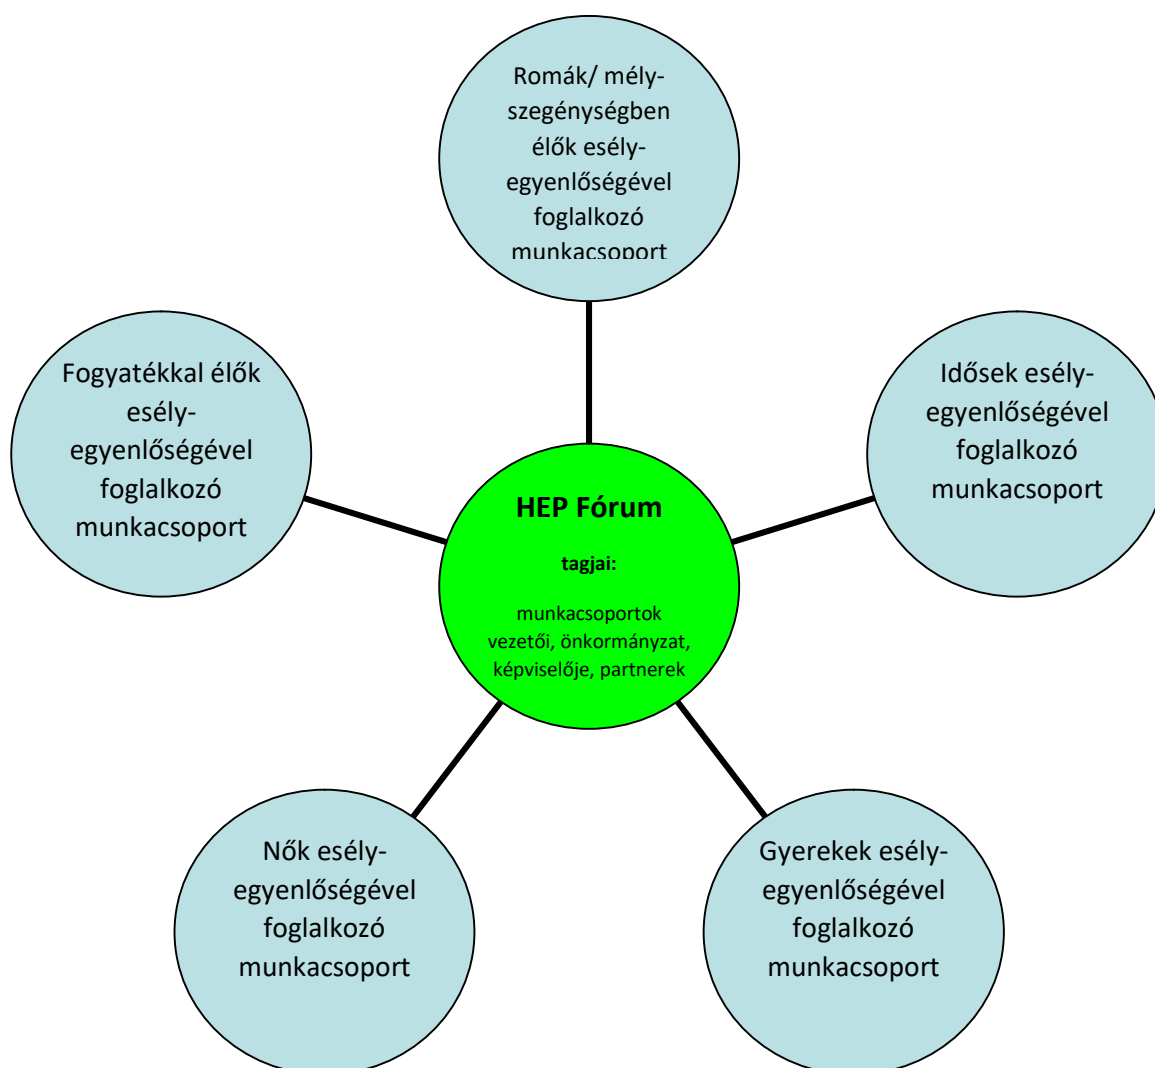 Romák/ mély-
szegénységben
élők esély-
egyenlőségével
foglalkozó
munkacsoport
Fogyatékkal élők
esély-
egyenlőségével
foglalkozó
munkacsoport
Idősek esély-
egyenlőségével
foglalkozó
munkacsoport
HEP Fórum
tagjai:
munkacsoportok
vezetői, önkormányzat,
képviselője, partnerek
Nők esély-
egyenlőségével
foglalkozó
munkacsoport
Gyerekek esély-
egyenlőségével
foglalkozó
munkacsoport